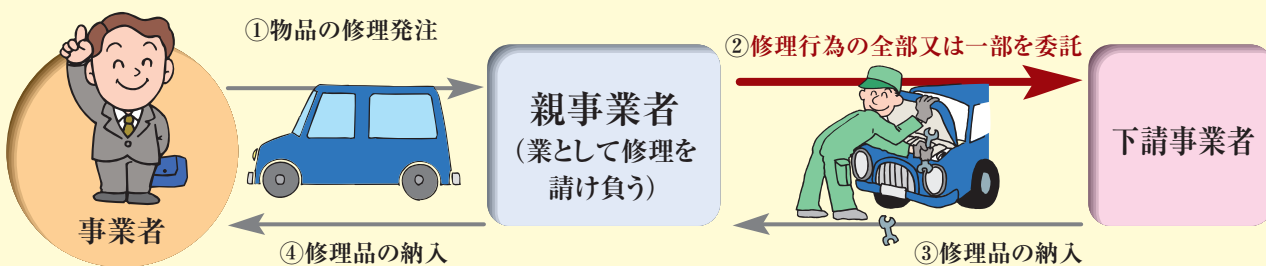 ①物品の修理発注
②修理行為の全部又は一部を委託
親事業者
（業として修理を
請け負う）
下請事業者
事業者
④修理品の納入
③修理品の納入